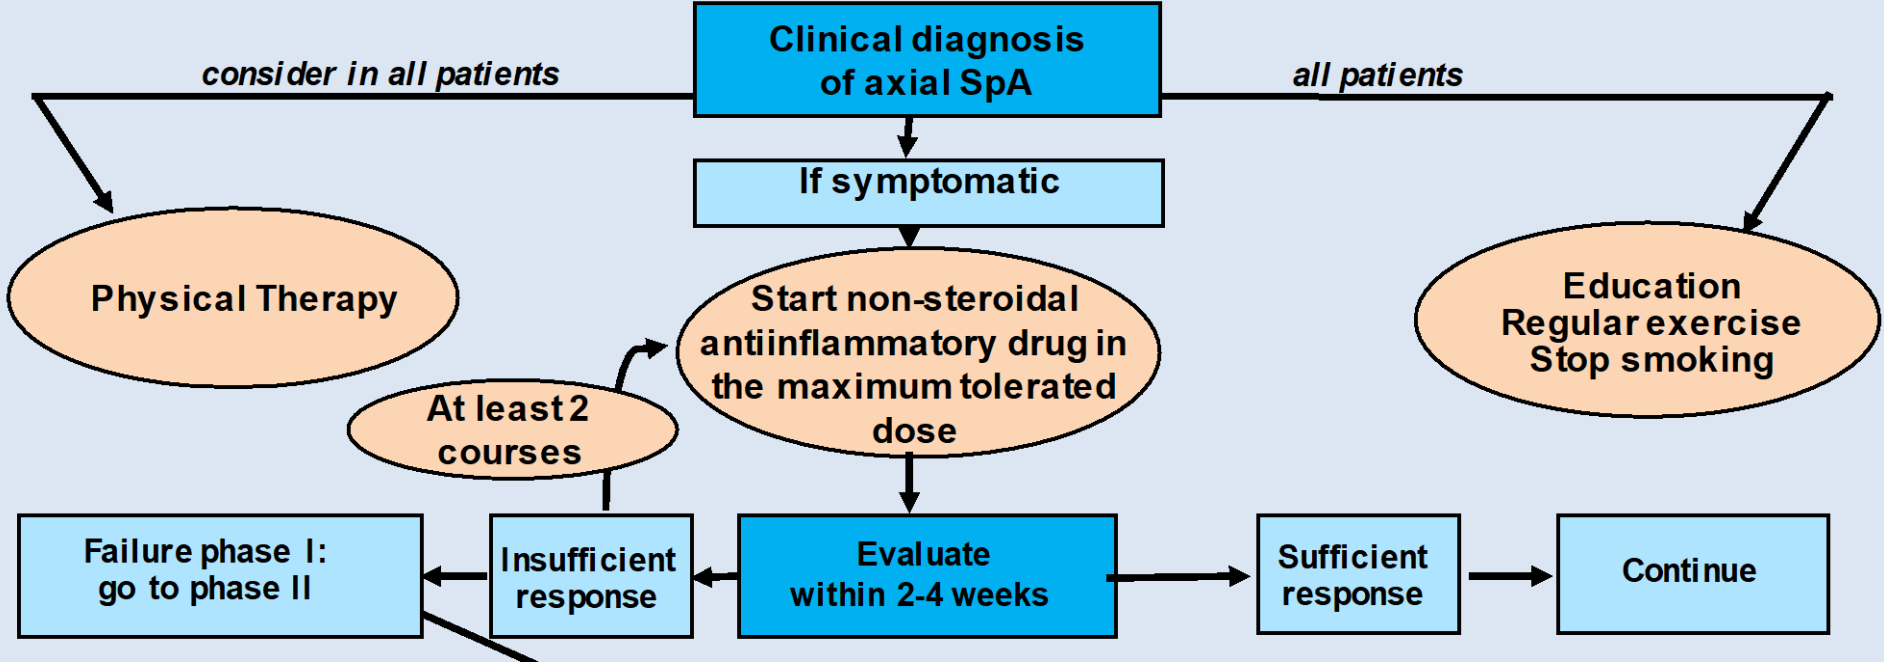 Clinical diagnosis
of axial SpA
consider in all patients
all patients
If symptomatic
Physical Therapy
Start non-steroidal
antiinflammatory drug in
the maximum tolerated
dose
Education
Regular exercise
Stop smoking
At least 2
courses
Failure phase I:
go to phase II
Insufficient
response
Evaluate
within 2-4 weeks
Sufficient
response
Continue